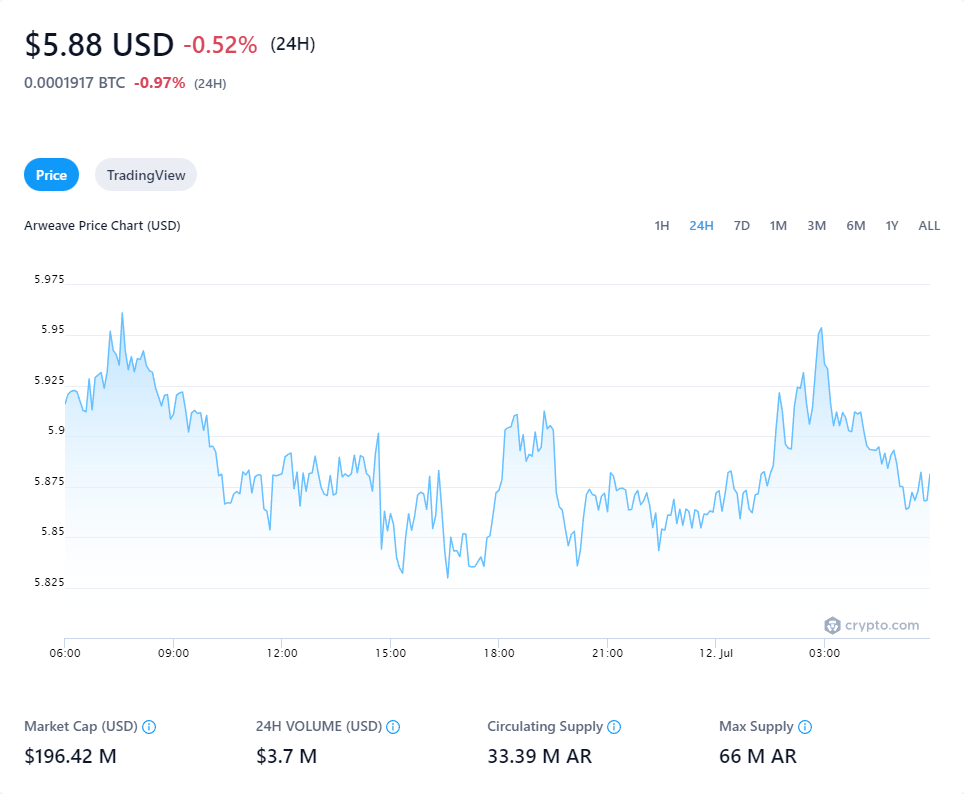 $5.88 USD -0.52% (24H)
0.0001917 BTC -0.97% (24H)
Price TradingView
Arweave Price Chart (USD) 1H 24H 7D 1M 3M 6M 1Y ALL
5.975
5.95
5.925
5.9
5.875
5.85
5.825
crypto.com
06:00 09:00 12:00 15:00 18:00 21:00 12. Jul 03:00
Market Cap (USD) 24H VOLUME (USD) Circulating Supply Max Supply
$196.42 M $3.7 M 33.39 M AR 66 M AR